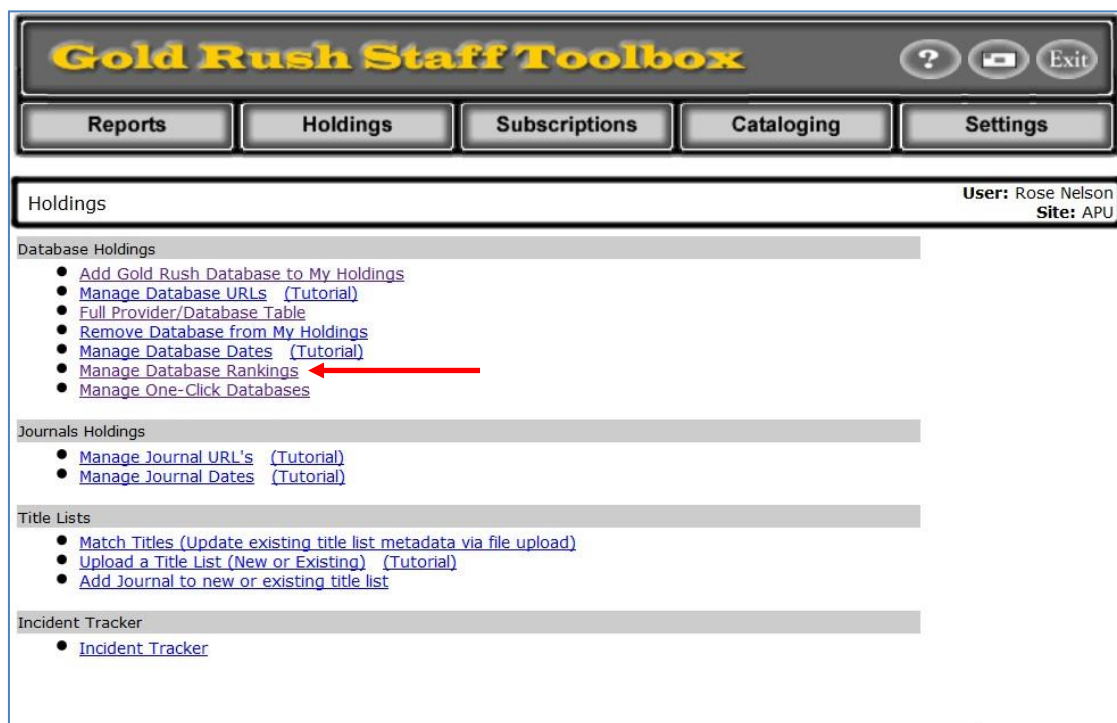 Gold Rush Staff Toolbox ? Exit
Reports Holdings Subscriptions Cataloging Settings
Holdings User: Rose Nelson
Site: APU
Database Holdings
Add Gold Rush Database to My Holdings
Manage Database URLs (Tutorial)
Full Provider/Database Table
Remove Database from My Holdings
Manage Database Dates (Tutorial)
Manage Database Rankings
Manage One-Click Databases
Journals Holdings
Manage Journal URL's (Tutorial)
Manage Journal Dates (Tutorial)
Title Lists
Match Titles (Update existing title list metadata via file upload)
Upload a Title List (New or Existing) (Tutorial)
Add Journal to new or existing title list
Incident Tracker
Incident Tracker